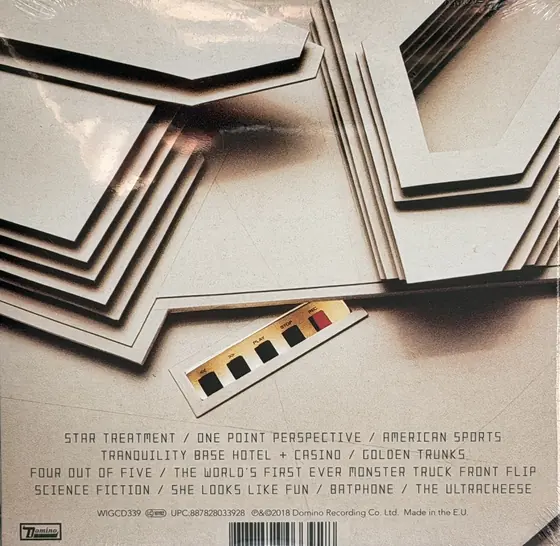 REC
STOP
PLAY
STAR TREATMENT / ONE POINT PERSPECTIVE / AMERICAN SPORTS
TRANQUILITY BASE HOTEL + CASINO / GOLDEN TRUNKS
FOUR OUT OF FIVE / THE WORLD'S FIRST EVER MONSTER TRUCK FRONT FLIP
SCIENCE FICTION / SHE LOOKS LIKE FUN / BATPHONE / THE ULTRACHEESE
WIGCD339 UPC:887828033928 ℗&©2018 Domino Recording Co. Ltd. Made in the E.U.
Domino